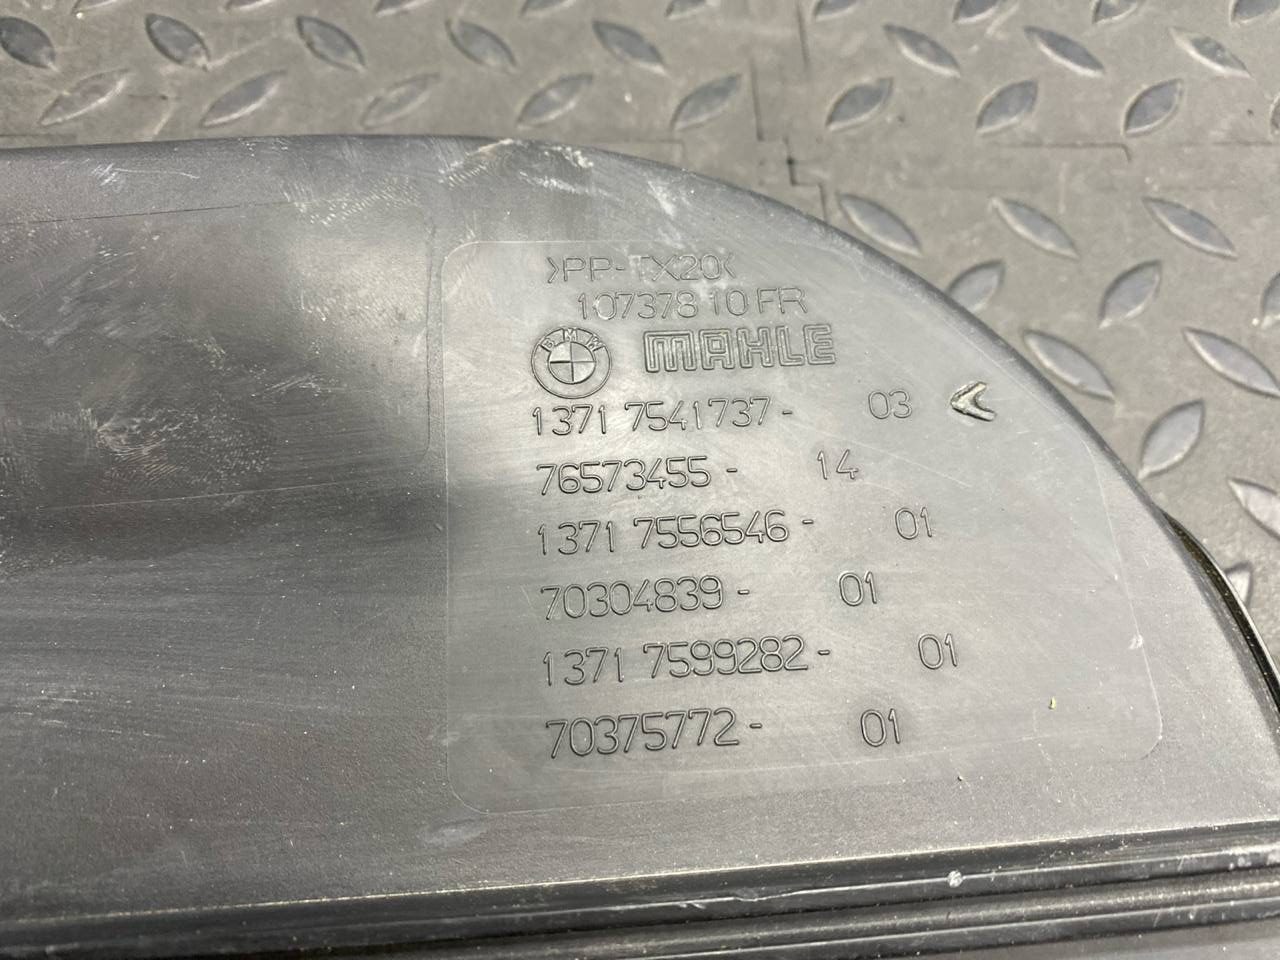 >PP-TX20<
107378 10 FR
BMW MAHLE
1371 7541737- 03
76573455- 14
1371 7556546- 01
70304839- 01
1371 7599282- 01
70375772- 01